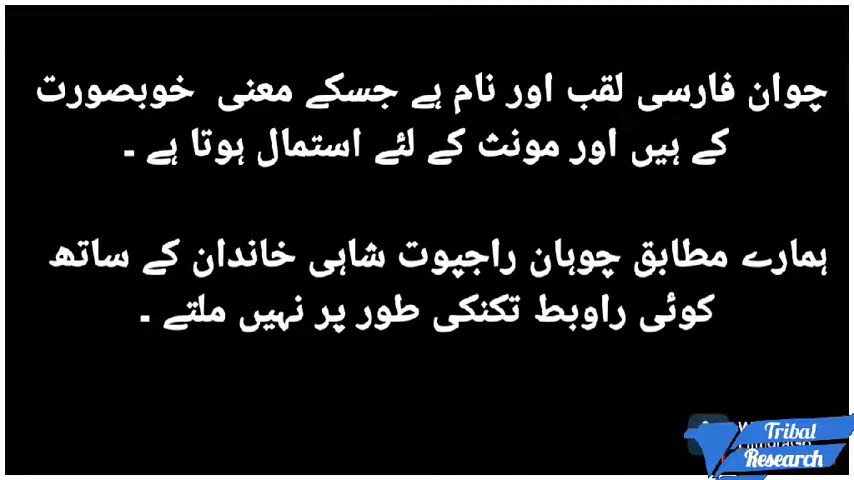 چوان فارسی لقب اور نام ہے جسکے معنی خوبصورت
کے ہیں اور مونث کے لئے استمال ہوتا ہے ۔
ہمارے مطابق چوہان راجپوت شاہی خاندان کے ساتھ
کوئی راوبط تکنکی طور پر نہیں ملتے ۔
Tribal
Research